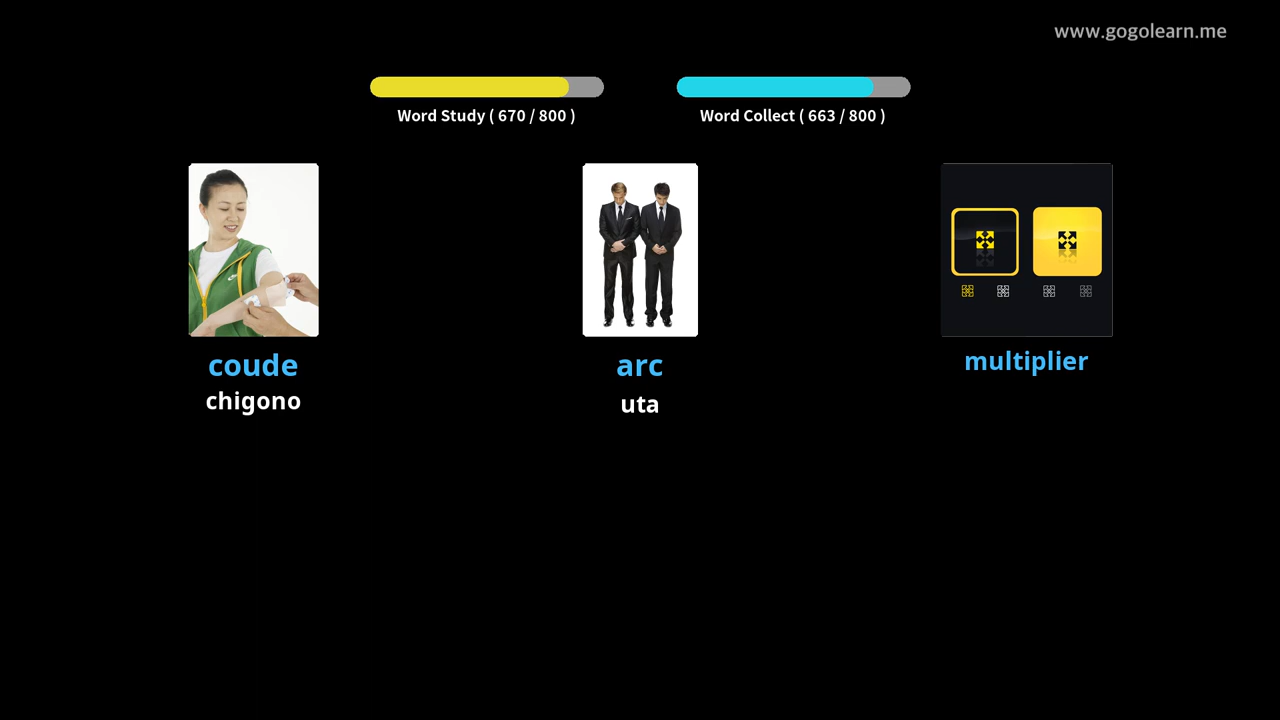 www.gogolearn.me
Word Study ( 670 / 800 )
Word Collect ( 663 / 800 )
coude
chigono
arc
uta
multiplier